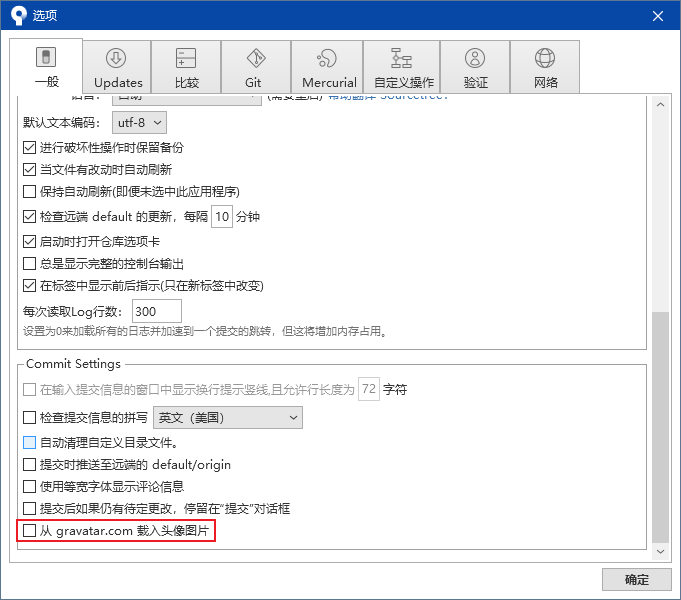 选项
一般
Updates
比较
Git
Mercurial
自定义操作
验证
网络
默认文本编码： utf-8
进行破坏性操作时保留备份
当文件有改动时自动刷新
保持自动刷新(即便未选中此应用程序)
检查远端 default 的更新，每隔 10 分钟
启动时打开仓库选项卡
总是显示完整的控制台输出
在标签中显示前后指示(只在新标签中改变)
每次读取Log行数： 300
设置为0来加载所有的日志并加速到一个提交的跳转，但这将增加内存占用。
Commit Settings
在输入提交信息的窗口中显示换行提示竖线,且允许行长度为 72 字符
检查提交信息的拼写 英文（美国）
自动清理自定义目录文件。
提交时推送至远端的 default/origin
使用等宽字体显示评论信息
提交后如果仍有待定更改，停留在“提交”对话框
从 gravatar.com 载入头像图片
确定